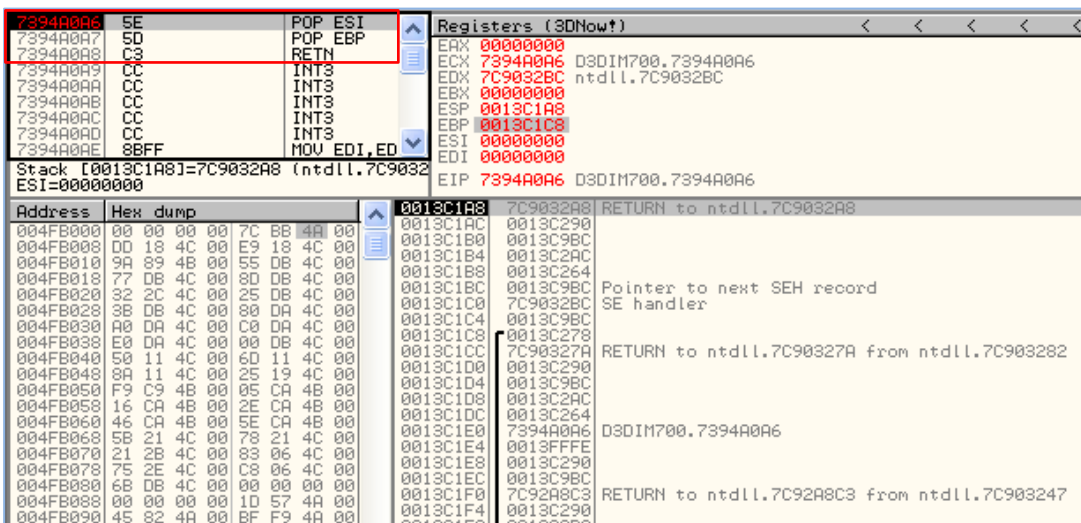 7394A0A6 5E POP ESI
7394A0A7 5D POP EBP
7394A0A8 C3 RETN
7394A0A9 CC INT3
7394A0AA CC INT3
7394A0AB CC INT3
7394A0AC CC INT3
7394A0AD CC INT3
7394A0AE 8BFF MOV EDI,ED
Stack [0013C1A8]=7C9032A8 (ntdll.7C9032
ESI=00000000
Registers (3DNow!) < < < < <
EAX 00000000
ECX 7394A0A6 D3DIM700.7394A0A6
EDX 7C9032BC ntdll.7C9032BC
EBX 00000000
ESP 0013C1A8
EBP 0013C1C8
ESI 00000000
EDI 00000000
EIP 7394A0A6 D3DIM700.7394A0A6
Address Hex dump
004FB000 00 00 00 00 7C BB 4A 00
004FB008 DD 18 4C 00 E9 18 4C 00
004FB010 9A 89 4B 00 55 DB 4C 00
004FB018 77 DB 4C 00 8D DB 4C 00
004FB020 32 2C 4C 00 25 DB 4C 00
004FB028 3B DB 4C 00 80 DA 4C 00
004FB030 A0 DA 4C 00 C0 DA 4C 00
004FB038 E0 DA 4C 00 00 DB 4C 00
004FB040 50 11 4C 00 6D 11 4C 00
004FB048 8A 11 4C 00 25 19 4C 00
004FB050 F9 C9 4B 00 05 CA 4B 00
004FB058 16 CA 4B 00 2E CA 4B 00
004FB060 46 CA 4B 00 5E CA 4B 00
004FB068 5B 21 4C 00 78 21 4C 00
004FB070 21 2B 4C 00 83 06 4C 00
004FB078 75 2E 4C 00 C8 06 4C 00
004FB080 6B DB 4C 00 00 00 00 00
004FB088 00 00 00 00 1D 57 4A 00
004FB090 45 82 4A 00 BF F9 4A 00
0013C1A8 7C9032A8 RETURN to ntdll.7C9032A8
0013C1AC 0013C290
0013C1B0 0013C9BC
0013C1B4 0013C2AC
0013C1B8 0013C264
0013C1BC 0013C9BC Pointer to next SEH record
0013C1C0 7C9032BC SE handler
0013C1C4 0013C9BC
0013C1C8 0013C278
0013C1CC 7C90327A RETURN to ntdll.7C90327A from ntdll.7C903282
0013C1D0 0013C290
0013C1D4 0013C9BC
0013C1D8 0013C2AC
0013C1DC 0013C264
0013C1E0 7394A0A6 D3DIM700.7394A0A6
0013C1E4 0013FFFE
0013C1E8 0013C290
0013C1EC 0013C9BC
0013C1F0 7C92A8C3 RETURN to ntdll.7C92A8C3 from ntdll.7C903247
0013C1F4 0013C290